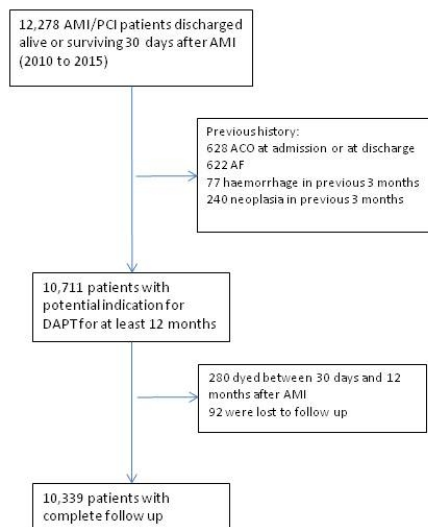 12,278 AMI/PCI patients discharged
alive or surviving 30 days after AMI
(2010 to 2015)
Previous history:
628 ACO at admission or at discharge
622 AF
77 haemorrhage in previous 3 months
240 neoplasia in previous 3 months
10,711 patients with
potential indication for
DAPT for at least 12 months
280 dyed between 30 days and 12
months after AMI
92 were lost to follow up
10,339 patients with
complete follow up